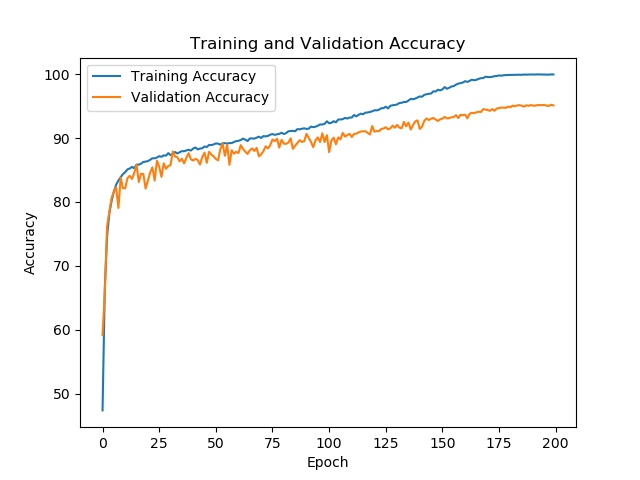 Training and Validation Accuracy
Training Accuracy
Validation Accuracy
100
90
80
70
60
50
Accuracy
0 25 50 75 100 125 150 175 200
Epoch